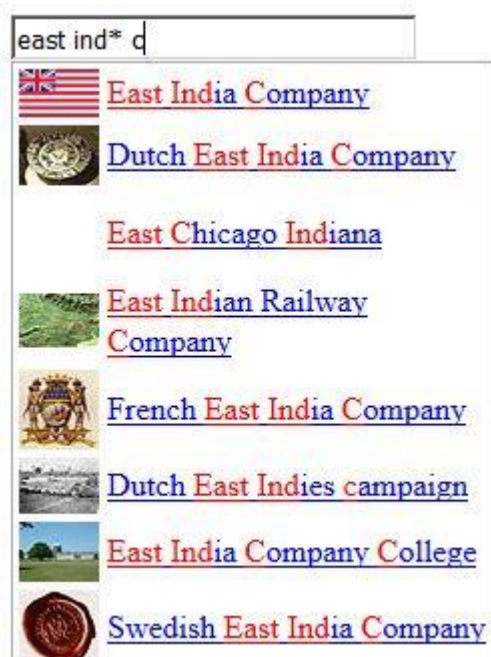 east ind* c
East India Company
Dutch East India Company
East Chicago Indiana
East Indian Railway
Company
French East India Company
Dutch East Indies campaign
East India Company College
Swedish East India Company